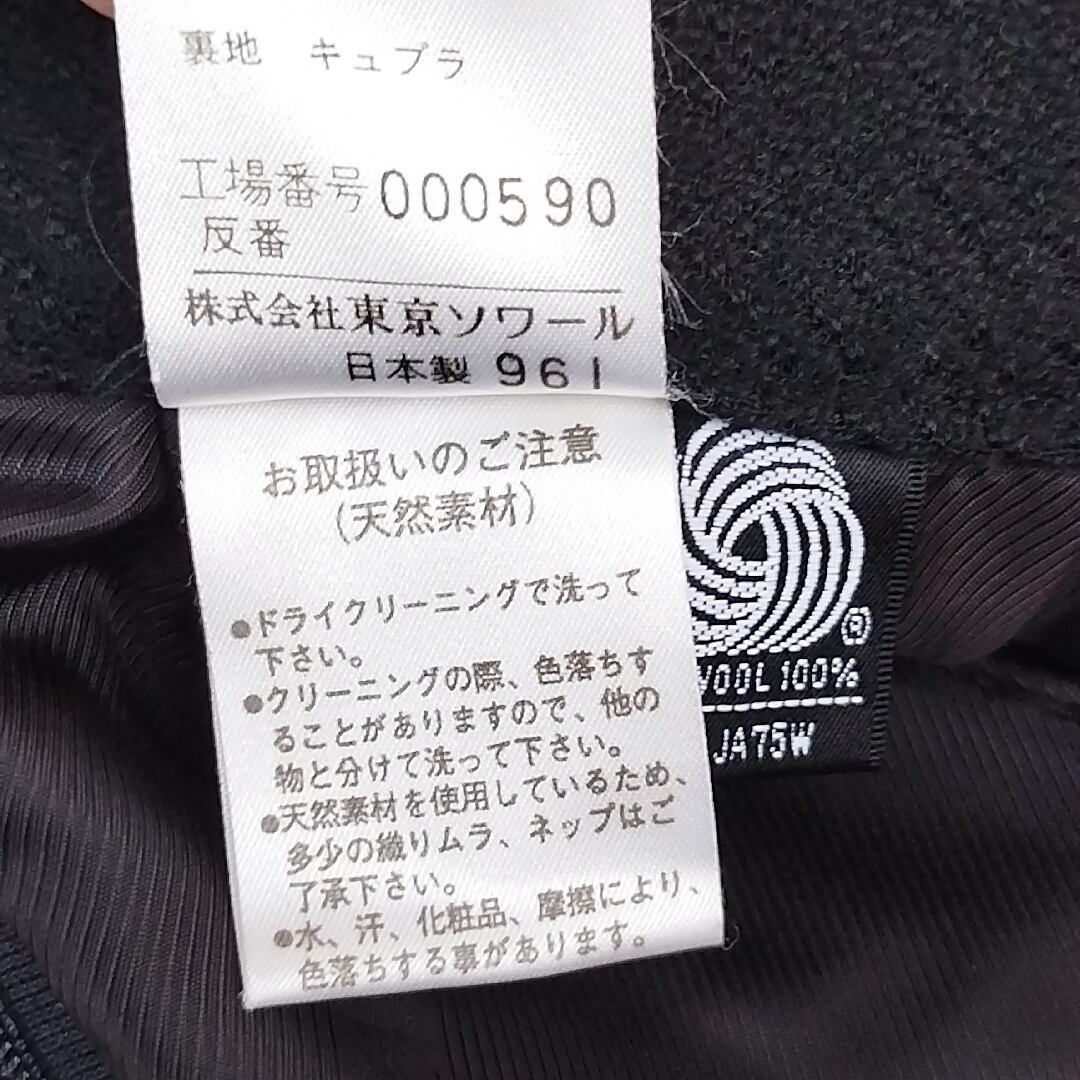 裏地 キュプラ
工場番号 000590
反番
株式会社東京ソワール
日本製 961
お取扱いのご注意
(天然素材)
●ドライクリーニングで洗って
下さい。
●クリーニングの際、色落ちす
ることがありますので、他の
物と分けて洗って下さい。
●天然素材を使用しているため、
多少の織りムラ、ネップはご
了承下さい。
●水、汗、化粧品、摩擦により、
色落ちする事があります。
®
WOOL 100%
JA75W